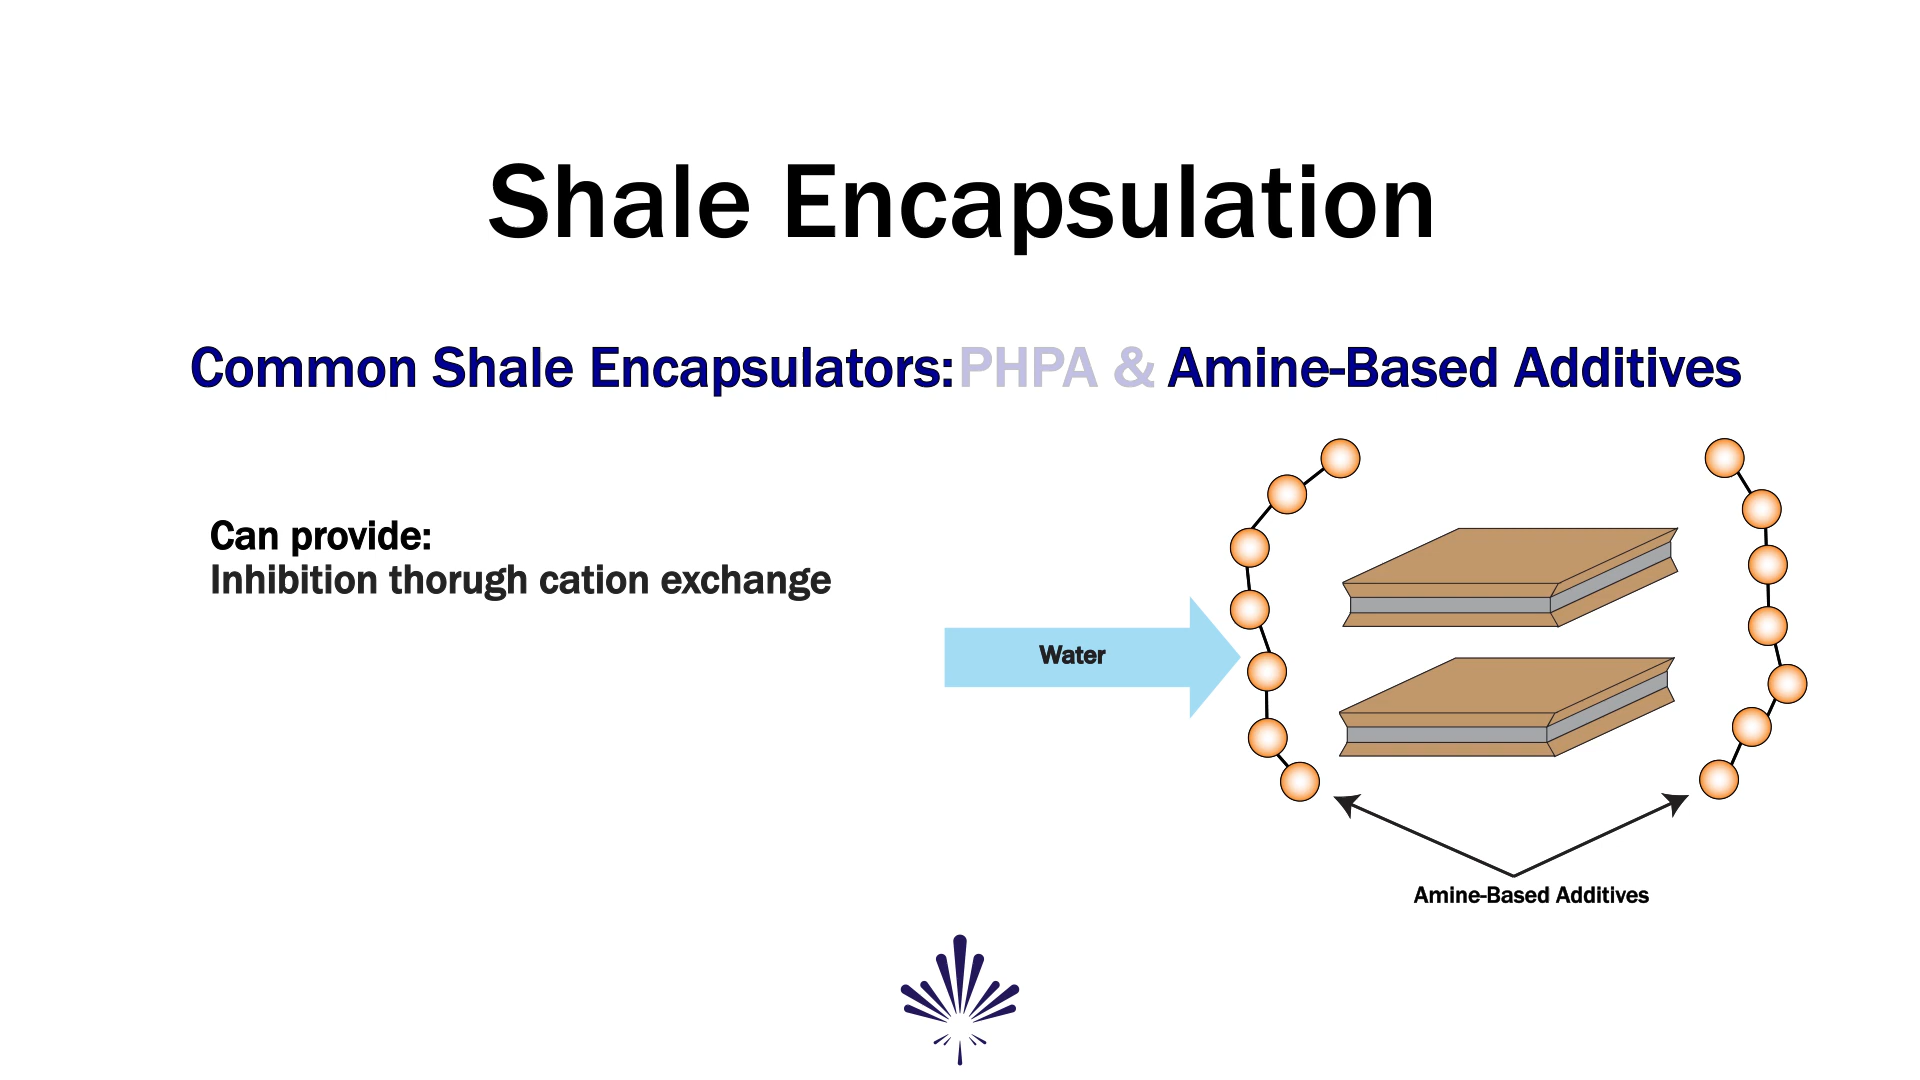 Shale Encapsulation
Common Shale Encapsulators: PHPA & Amine-Based Additives
Can provide:
Inhibition thorugh cation exchange
Water
Amine-Based Additives